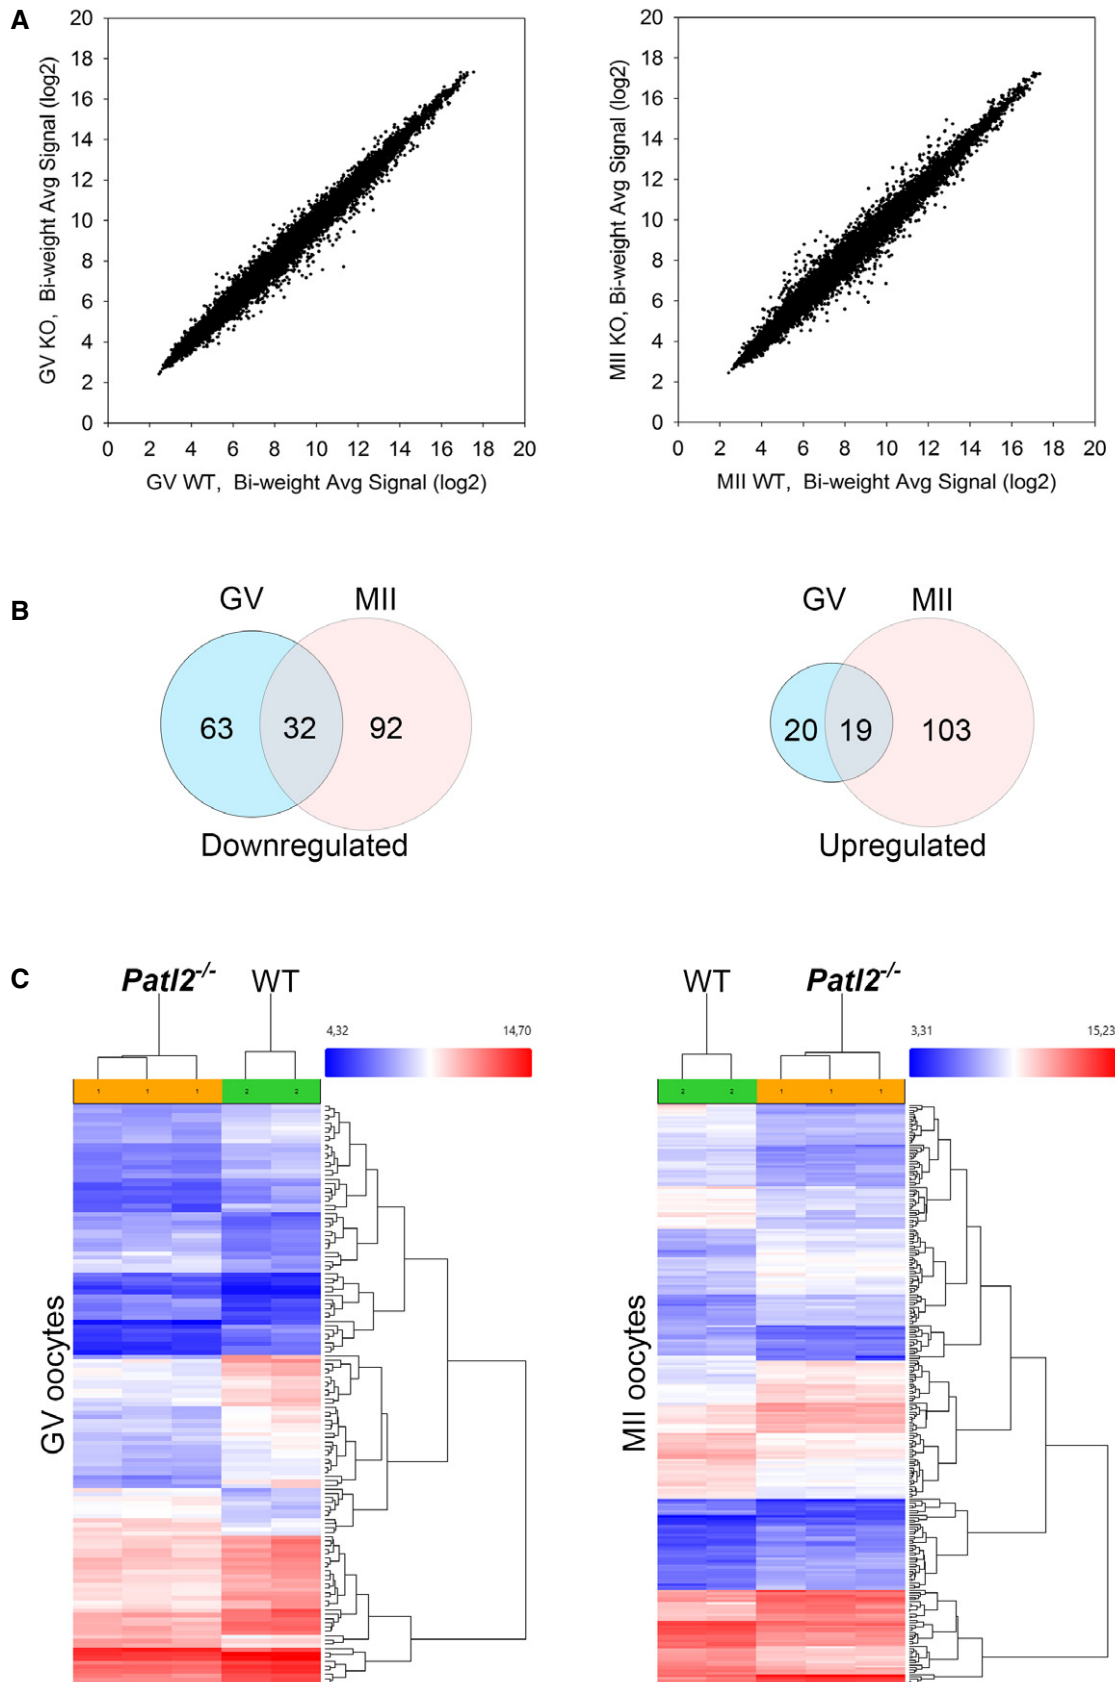 A
20
18
16
14
12
10
8
6
4
2
0
GV KO, Bi-weight Avg Signal (log2)
0 2 4 6 8 10 12 14 16 18 20
GV WT, Bi-weight Avg Signal (log2)
20
18
16
14
12
10
8
6
4
2
0
MII KO, Bi-weight Avg Signal (log2)
0 2 4 6 8 10 12 14 16 18 20
MII WT, Bi-weight Avg Signal (log2)
B
GV MII
63 32 92
Downregulated
GV MII
20 19 103
Upregulated
C
Patl2-/- WT
4,32 14,70
1 1 1 2 2
GV oocytes
WT Patl2-/-
3,31 15,23
2 2 1 1 1
MII oocytes